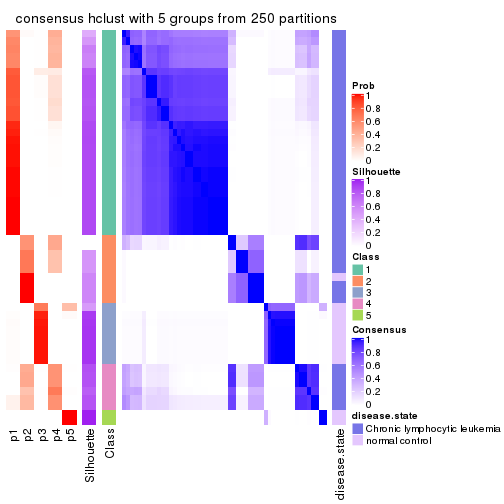 consensus hclust with 5 groups from 250 partitions
Prob
1
0.8
0.6
0.4
0.2
0
Silhouette
1
0.8
0.6
0.4
0.2
0
Class
1
2
3
4
5
Consensus
1
0.8
0.6
0.4
0.2
0
disease.state
Chronic lymphocytic leukemia
normal control
p1
p2
p3
p4
p5
Silhouette
Class
disease.state